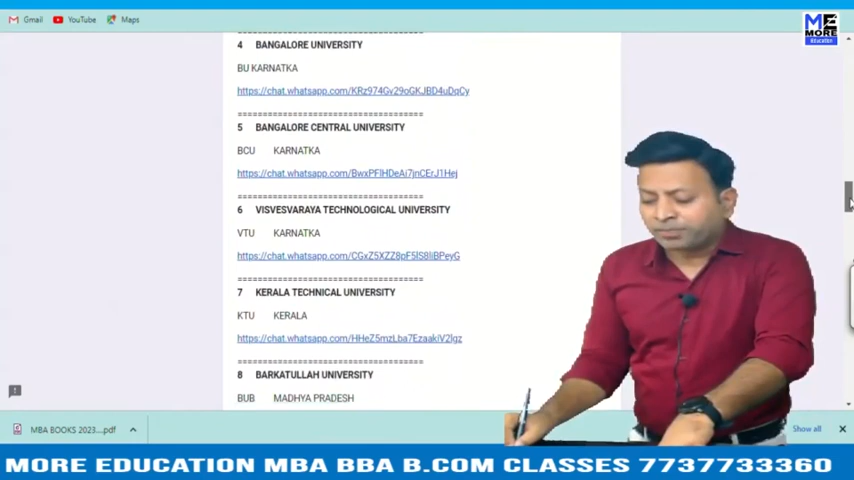 Gmail YouTube Maps
ME
MORE
Education
4 BANGALORE UNIVERSITY
BU KARNATKA
https://chat.whatsapp.com/KRz974Gv29oGKJBD4uDqCy
====================================
5 BANGALORE CENTRAL UNIVERSITY
BCU KARNATKA
https://chat.whatsapp.com/BwxPFlHDeAi7jnCErJ1Hej
====================================
6 VISVESVARAYA TECHNOLOGICAL UNIVERSITY
VTU KARNATKA
https://chat.whatsapp.com/CGxZ5XZZ8pF5lS8liBPeyG
====================================
7 KERALA TECHNICAL UNIVERSITY
KTU KERALA
https://chat.whatsapp.com/HHeZ5mzLba7EzaakiV2lgz
====================================
8 BARKATULLAH UNIVERSITY
BUB MADHYA PRADESH
MBA BOOKS 2023....pdf
Show all
MORE EDUCATION MBA BBA B.COM CLASSES 7737733360